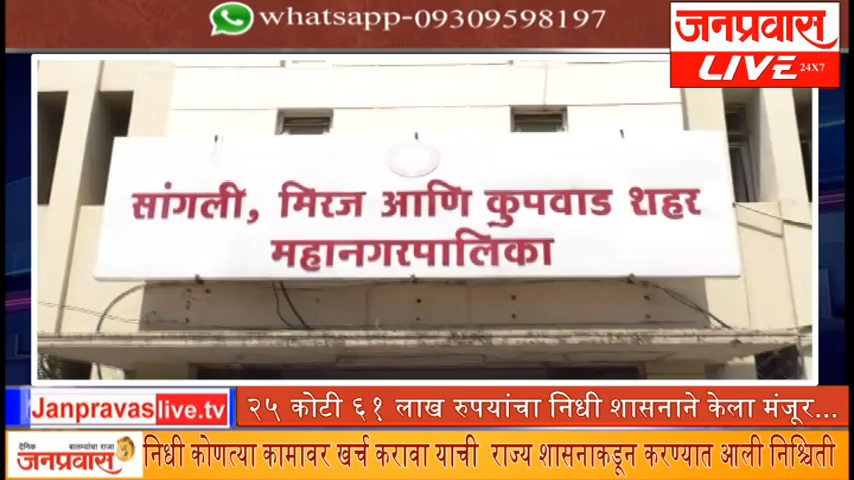 whatsapp-09309598197
जनप्रवास
LIVE 24X7
सांगली, मिरज आणि कुपवाड शहर
महानगरपालिका
Janpravaslive.tv
२५ कोटी ६१ लाख रुपयांचा निधी शासनाने केला मंजूर...
दैनिक बातम्यांचा राजा
जनप्रवास
निधी कोणत्या कामावर खर्च करावा याची राज्य शासनाकडून करण्यात आली निश्चिती